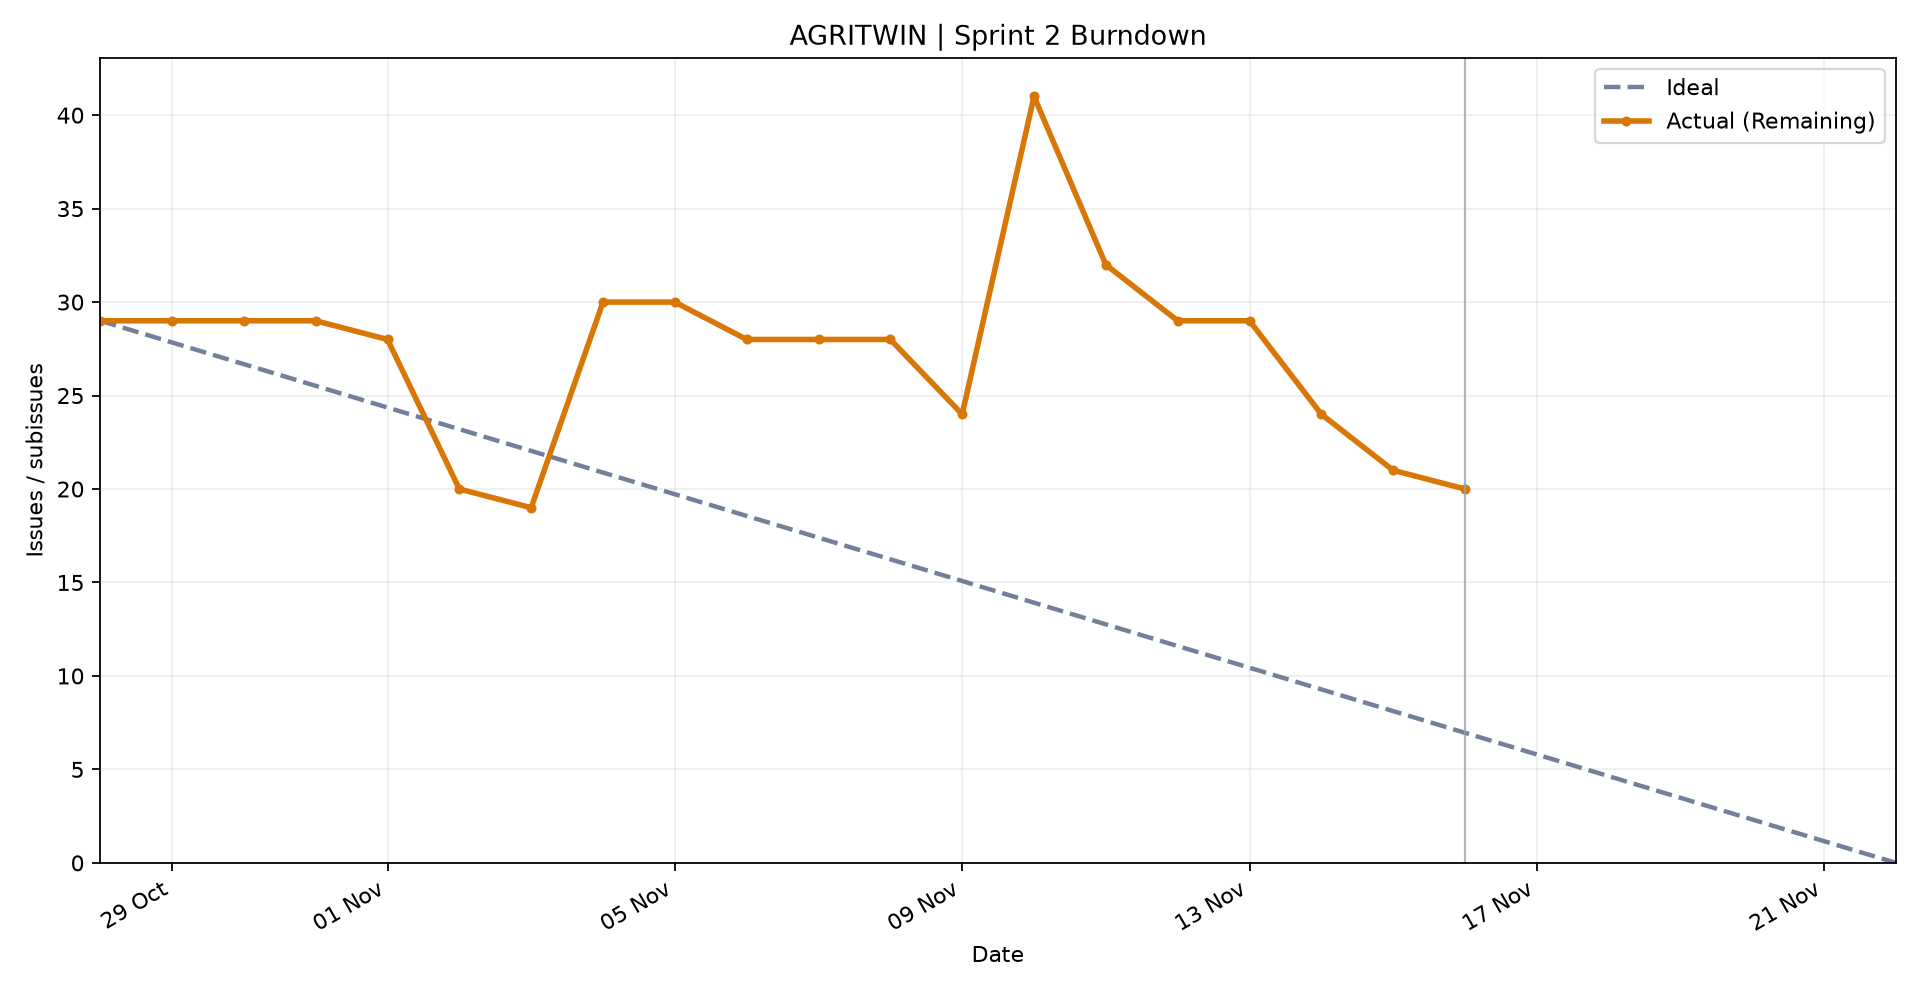 AGRITWIN | Sprint 2 Burndown
Ideal
Actual (Remaining)
Issues / subissues
40
35
30
25
20
15
10
5
0
29 Oct
01 Nov
05 Nov
09 Nov
13 Nov
17 Nov
21 Nov
Date